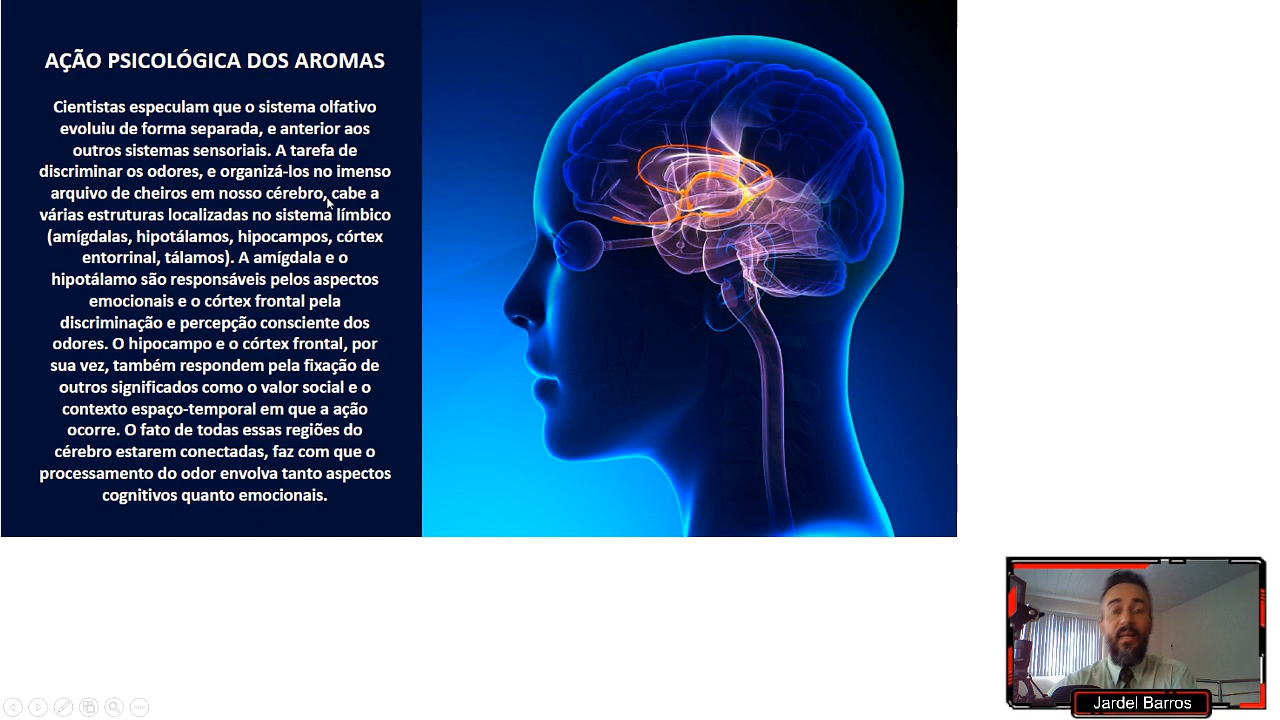 AÇÃO PSICOLÓGICA DOS AROMAS
Cientistas especulam que o sistema olfativo
evoluiu de forma separada, e anterior aos
outros sistemas sensoriais. A tarefa de
discriminar os odores, e organizá-los no imenso
arquivo de cheiros em nosso cérebro, cabe a
várias estruturas localizadas no sistema límbico
(amígdalas, hipotálamos, hipocampos, córtex
entorrinal, tálamos). A amígdala e o
hipotálamo são responsáveis pelos aspectos
emocionais e o córtex frontal pela
discriminação e percepção consciente dos
odores. O hipocampo e o córtex frontal, por
sua vez, também respondem pela fixação de
outros significados como o valor social e o
contexto espaço-temporal em que a ação
ocorre. O fato de todas essas regiões do
cérebro estarem conectadas, faz com que o
processamento do odor envolva tanto aspectos
cognitivos quanto emocionais.
Jardel Barros